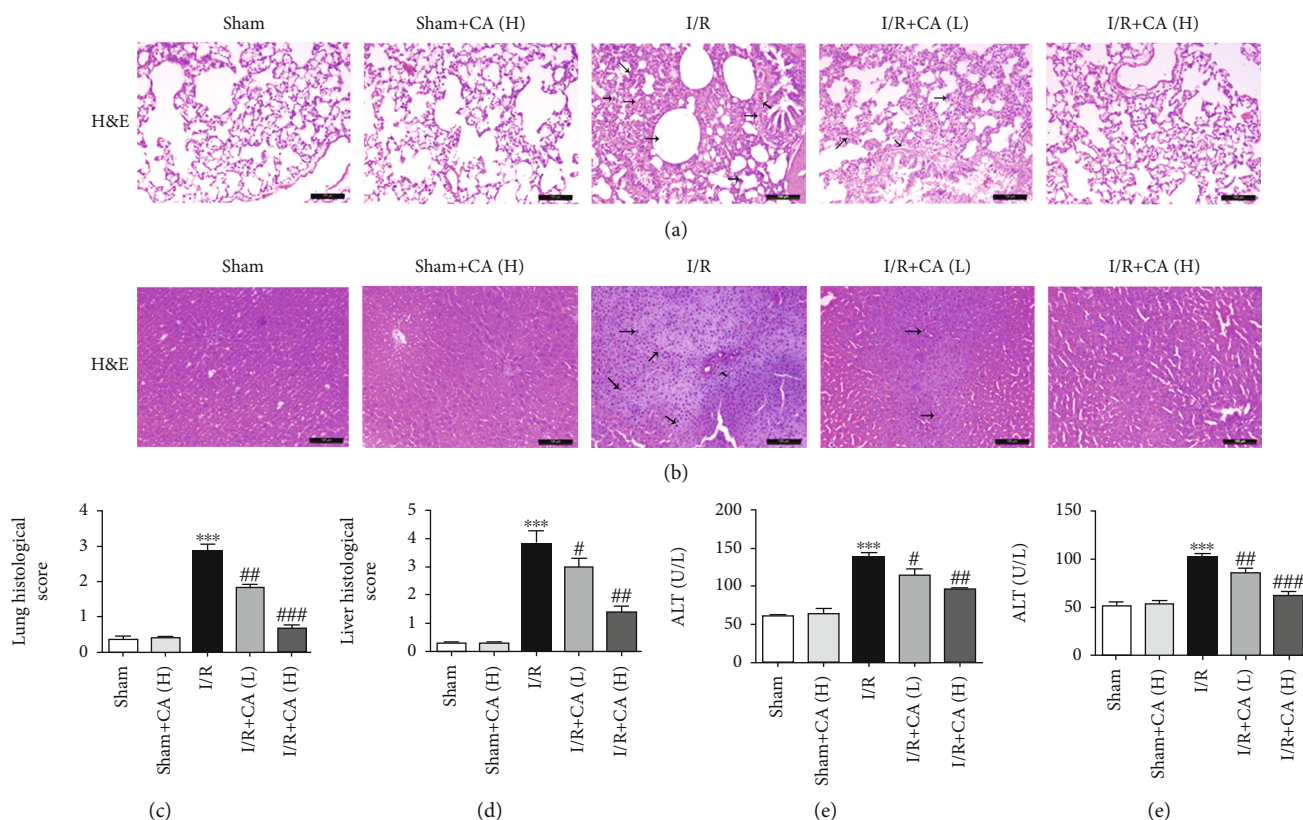 Sham Sham+CA (H) I/R I/R+CA (L) I/R+CA (H)
H&E
(a)
Sham Sham+CA (H) I/R I/R+CA (L) I/R+CA (H)
H&E
(b)
Lung histological
score
4
3
2
1
0
***
##
###
Sham
Sham+CA (H)
I/R
I/R+CA (L)
I/R+CA (H)
(c)
Liver histological
score
5
4
3
2
1
0
***
#
##
Sham
Sham+CA (H)
I/R
I/R+CA (L)
I/R+CA (H)
(d)
ALT (U/L)
200
150
100
50
0
***
#
##
Sham
Sham+CA (H)
I/R
I/R+CA (L)
I/R+CA (H)
(e)
ALT (U/L)
150
100
50
0
***
##
###
Sham
Sham+CA (H)
I/R
I/R+CA (L)
I/R+CA (H)
(e)